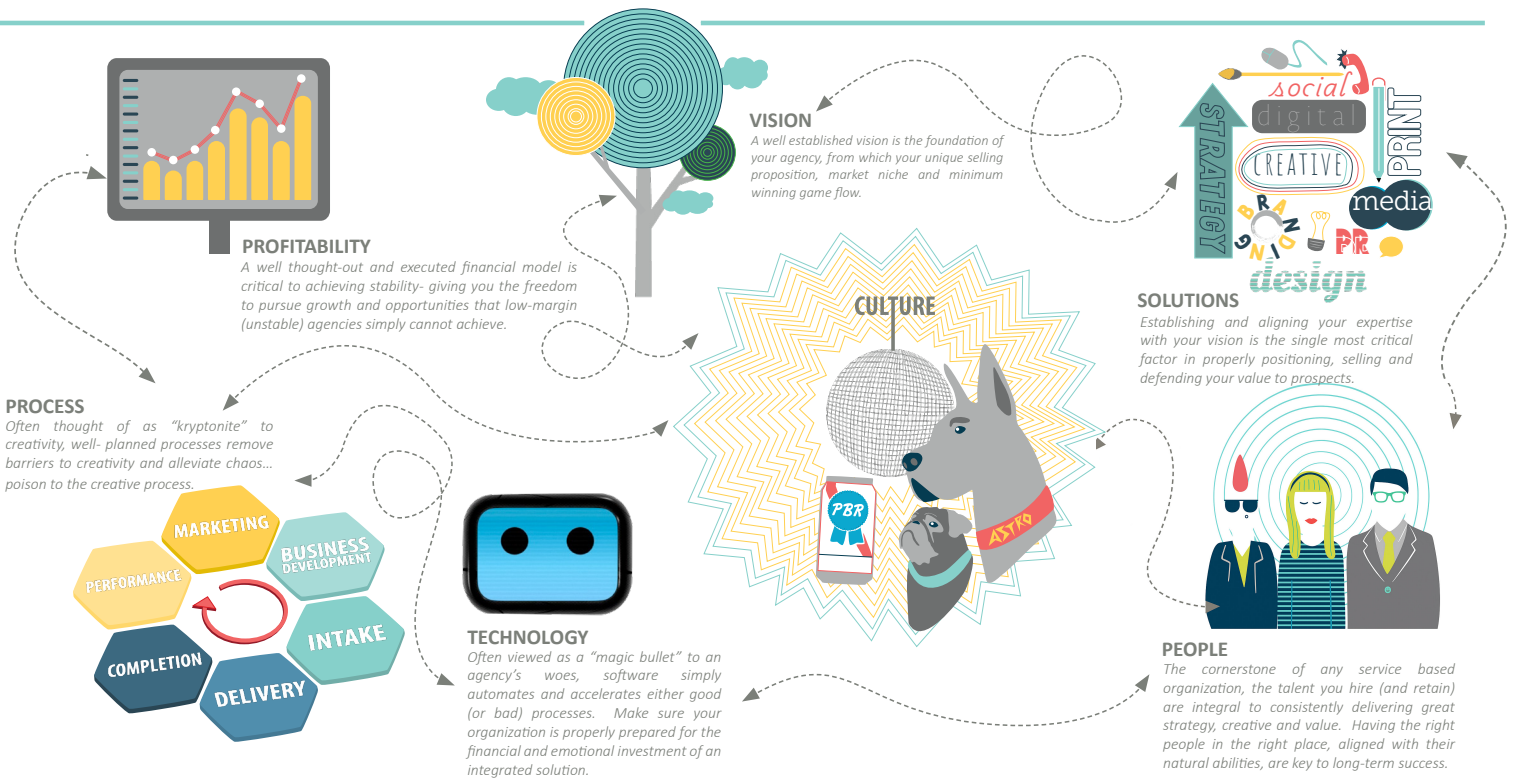 VISION
A well established vision is the foundation of
your agency, from which your unique selling
proposition, market niche and minimum
winning game flow.
social
digital
STRATEGY
PRINT
CREATIVE
media
BRANDING
PR
design
PROFITABILITY
A well thought-out and executed financial model is
critical to achieving stability- giving you the freedom
to pursue growth and opportunities that low-margin
(unstable) agencies simply cannot achieve.
SOLUTIONS
Establishing and aligning your expertise
with your vision is the single most critical
factor in properly positioning, selling and
defending your value to prospects.
CULTURE
PBR
ASTRO
PROCESS
Often thought of as “kryptonite” to
creativity, well- planned processes remove
barriers to creativity and alleviate chaos...
poison to the creative process.
MARKETING
BUSINESS
DEVELOPMENT
PERFORMANCE
INTAKE
COMPLETION
DELIVERY
TECHNOLOGY
Often viewed as a “magic bullet” to an
agency’s woes, software simply
automates and accelerates either good
(or bad) processes. Make sure your
organization is properly prepared for the
financial and emotional investment of an
integrated solution.
PEOPLE
The cornerstone of any service based
organization, the talent you hire (and retain)
are integral to consistently delivering great
strategy, creative and value. Having the right
people in the right place, aligned with their
natural abilities, are key to long-term success.